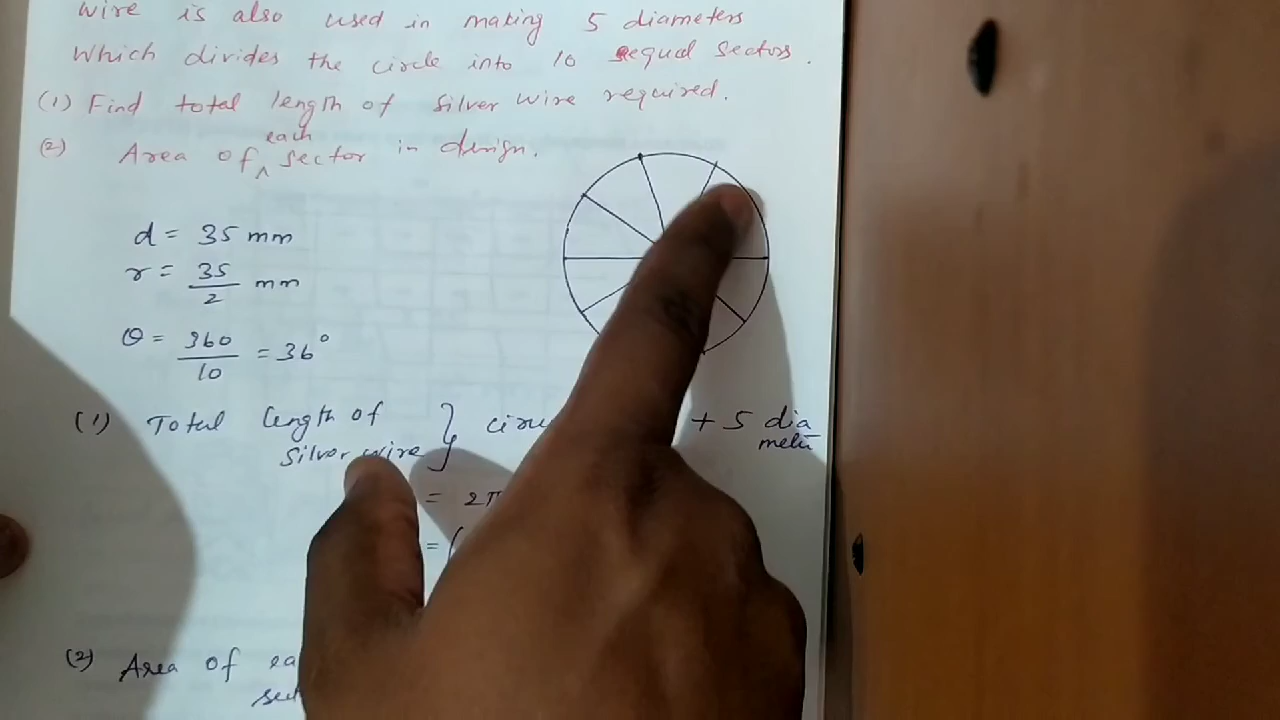 wire is also used in making 5 diameters
which divides the circle into 10 equal sectors.
(1) Find total length of silver wire required.
(2) Area of each sector in design.
d = 35 mm
r = 35/2 mm
θ = 360/10 = 36°
(1) Total length of silver wire } + 5 diameter
= 2π
= (
(2) Area of